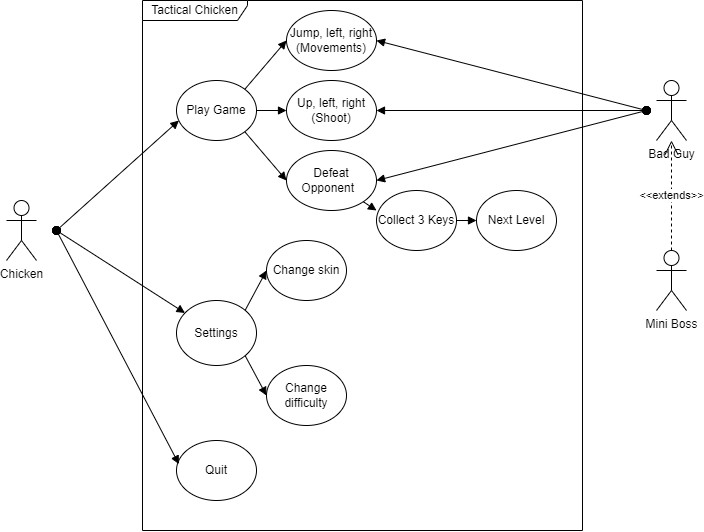 Tactical Chicken
Jump, left, right
(Movements)
Play Game
Up, left, right
(Shoot)
Bad Guy
Defeat
Opponent
<<extends>>
Collect 3 Keys
Next Level
Chicken
Change skin
Mini Boss
Settings
Change
difficulty
Quit